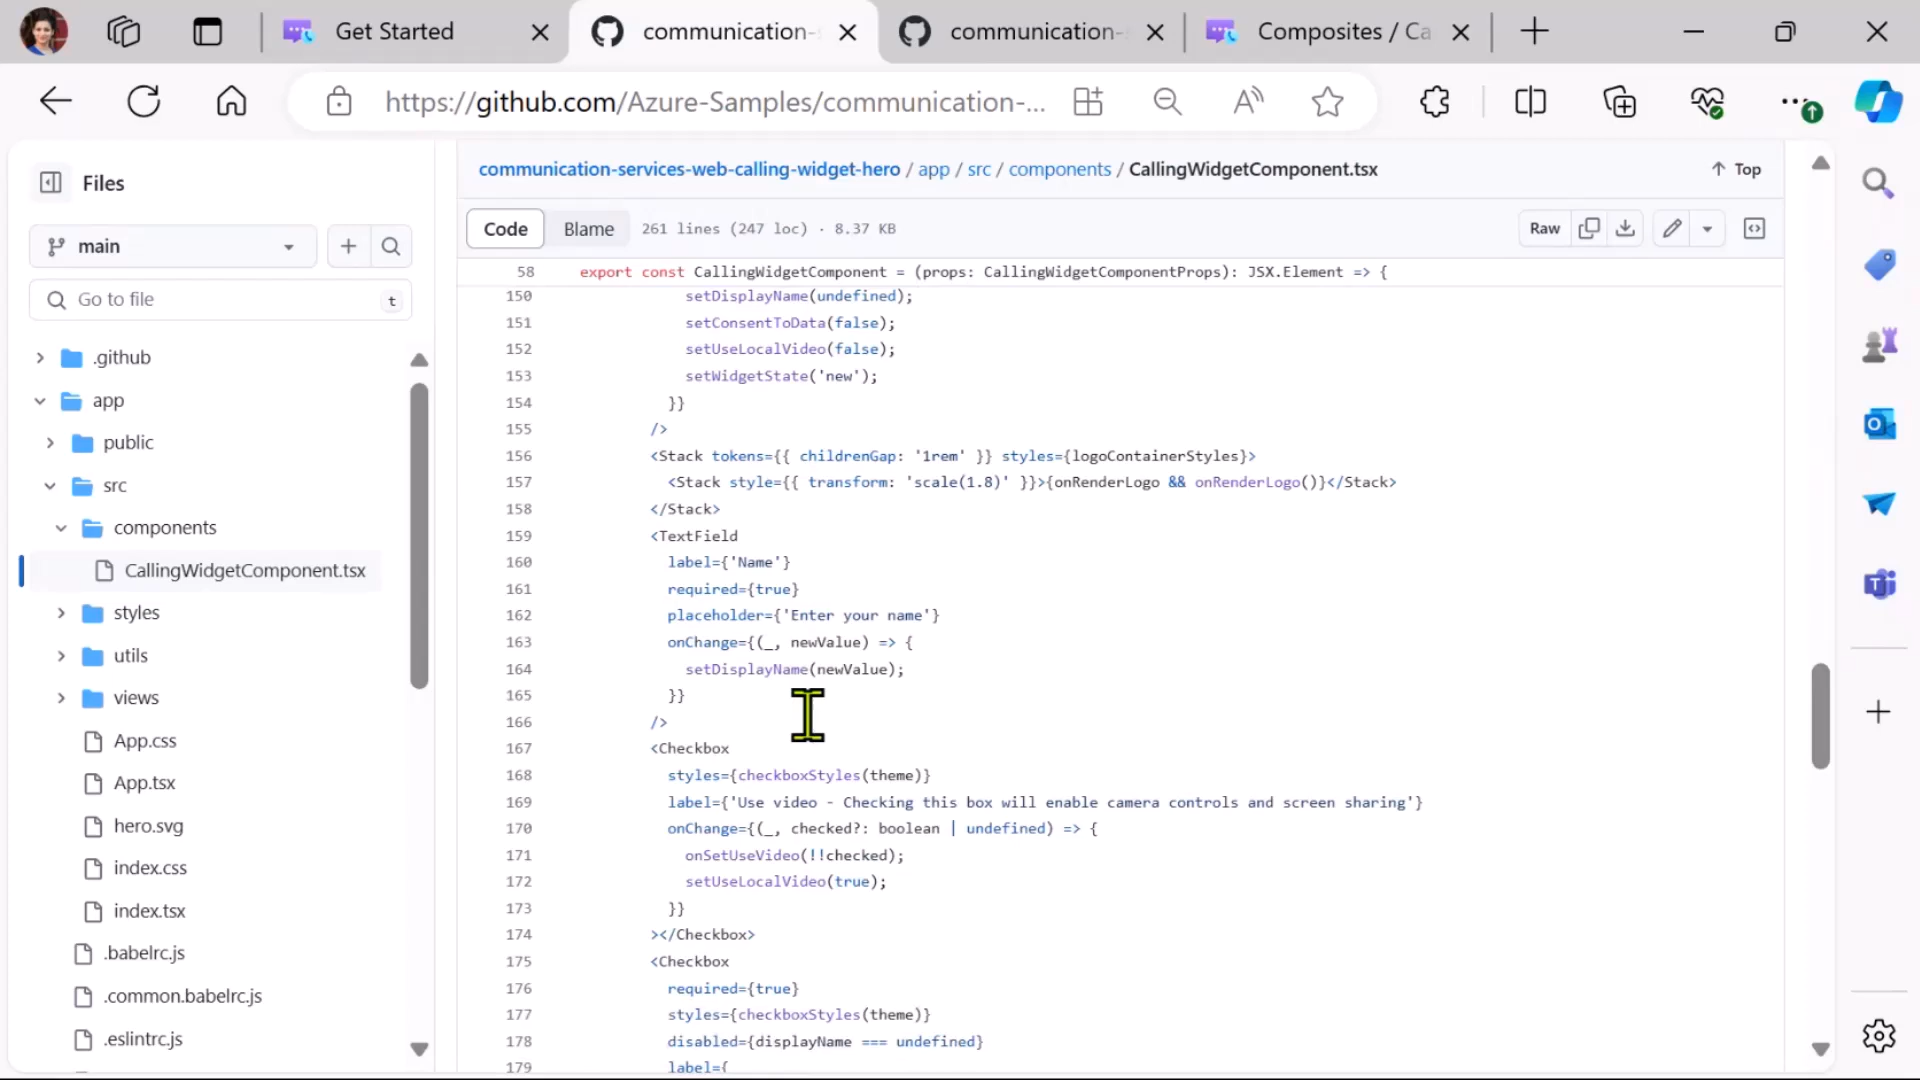 Get Started
communication-
communication-
Composites / Ca
https://github.com/Azure-Samples/communication-...
Files
main
Go to file
t
.github
app
public
src
components
CallingWidgetComponent.tsx
styles
utils
views
App.css
App.tsx
hero.svg
index.css
index.tsx
.babelrc.js
.common.babelrc.js
.eslintrc.js
communication-services-web-calling-widget-hero / app / src / components / CallingWidgetComponent.tsx
Top
Code
Blame
261 lines (247 loc) · 8.37 KB
Raw
58 export const CallingWidgetComponent = (props: CallingWidgetComponentProps): JSX.Element => {
150 setDisplayName(undefined);
151 setConsentToData(false);
152 setUseLocalVideo(false);
153 setWidgetState('new');
154 }}
155 />
156 <Stack tokens={{ childrenGap: '1rem' }} styles={logoContainerStyles}>
157 <Stack style={{ transform: 'scale(1.8)' }}>{onRenderLogo && onRenderLogo()}</Stack>
158 </Stack>
159 <TextField
160 label={'Name'}
161 required={true}
162 placeholder={'Enter your name'}
163 onChange={(_, newValue) => {
164 setDisplayName(newValue);
165 }}
166 />
167 <Checkbox
168 styles={checkboxStyles(theme)}
169 label={'Use video - Checking this box will enable camera controls and screen sharing'}
170 onChange={(_, checked?: boolean | undefined) => {
171 onSetUseVideo(!!checked);
172 setUseLocalVideo(true);
173 }}
174 ></Checkbox>
175 <Checkbox
176 required={true}
177 styles={checkboxStyles(theme)}
178 disabled={displayName === undefined}
179 label={